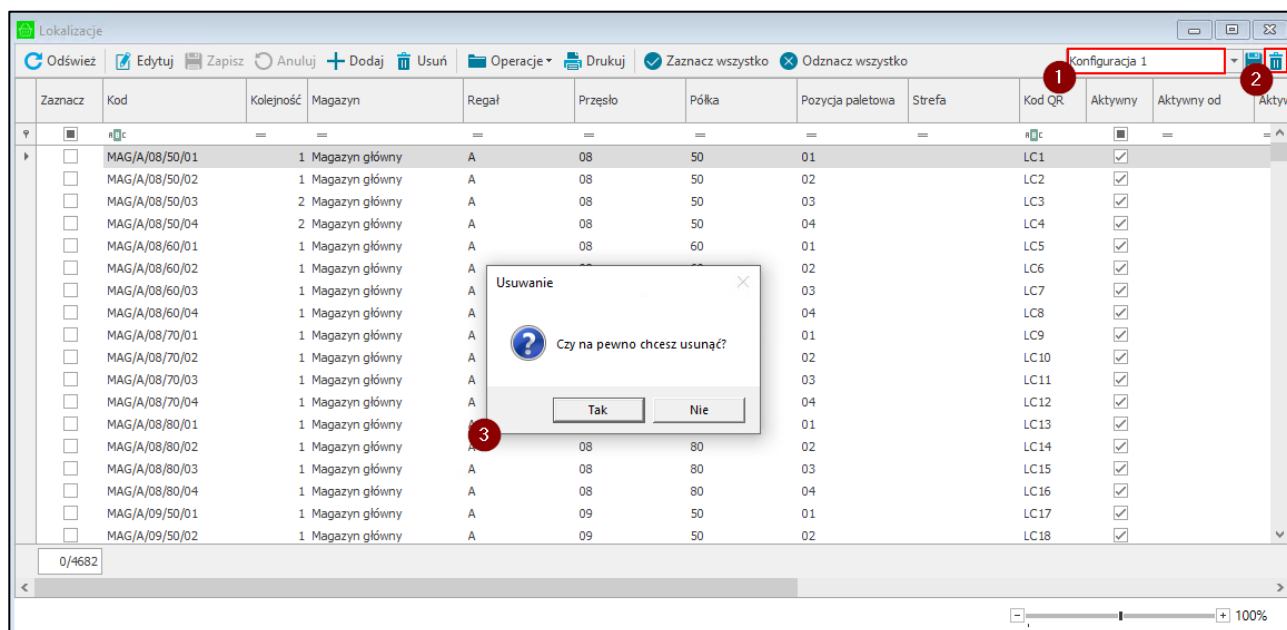 Lokalizacje
Odśwież Edytuj Zapisz Anuluj Dodaj Usuń Operacje Drukuj Zaznacz wszystko Odznacz wszystko Konfiguracja 1
1 2
Zaznacz Kod Kolejność Magazyn Regał Przęsło Półka Pozycja paletowa Strefa Kod QR Aktywny Aktywny od Aktyw
MAG/A/08/50/01 1 Magazyn główny A 08 50 01 LC1
MAG/A/08/50/02 1 Magazyn główny A 08 50 02 LC2
MAG/A/08/50/03 2 Magazyn główny A 08 50 03 LC3
MAG/A/08/50/04 2 Magazyn główny A 08 50 04 LC4
MAG/A/08/60/01 1 Magazyn główny A 08 60 01 LC5
MAG/A/08/60/02 1 Magazyn główny A 02 LC6
MAG/A/08/60/03 1 Magazyn główny A 03 LC7
MAG/A/08/60/04 1 Magazyn główny A 04 LC8
MAG/A/08/70/01 1 Magazyn główny A 01 LC9
MAG/A/08/70/02 1 Magazyn główny A 02 LC10
MAG/A/08/70/03 1 Magazyn główny A 03 LC11
MAG/A/08/70/04 1 Magazyn główny A 04 LC12
MAG/A/08/80/01 1 Magazyn główny 01 LC13
MAG/A/08/80/02 1 Magazyn główny A 08 80 02 LC14
MAG/A/08/80/03 1 Magazyn główny A 08 80 03 LC15
MAG/A/08/80/04 1 Magazyn główny A 08 80 04 LC16
MAG/A/09/50/01 1 Magazyn główny A 09 50 01 LC17
MAG/A/09/50/02 1 Magazyn główny A 09 50 02 LC18
Usuwanie
Czy na pewno chcesz usunąć?
Tak Nie
3
0/4682
100%